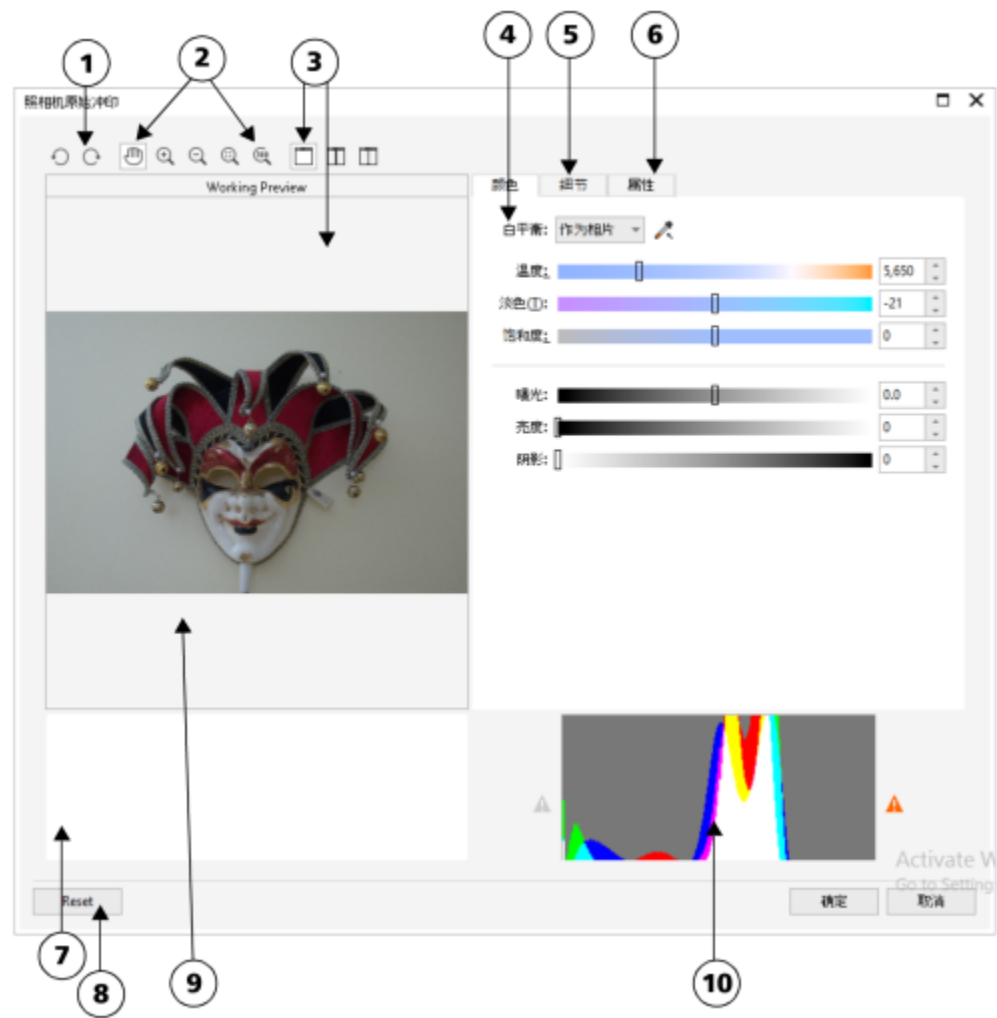 1
2
3
4
5
6
照相机原始冲印
100
Working Preview
颜色 细节 属性
白平衡: 作为相片
温度: 5,650
淡色(T): -21
饱和度: 0
曝光: 0.0
亮度: 0
阴影: 0
Activate W
Go to Setting
Reset 确定 取消
7
8
9
10